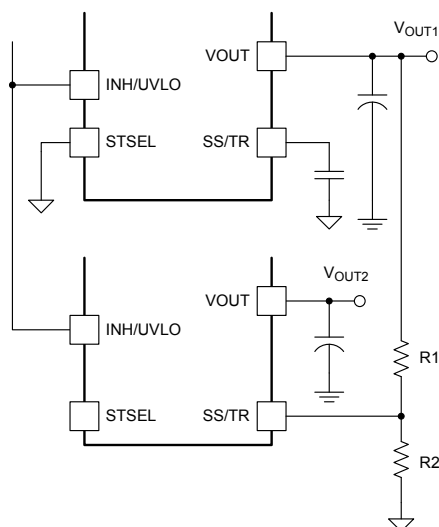 VOUT1
VOUT
INH/UVLO
STSEL
SS/TR
VOUT2
VOUT
INH/UVLO
R1
STSEL
SS/TR
R2